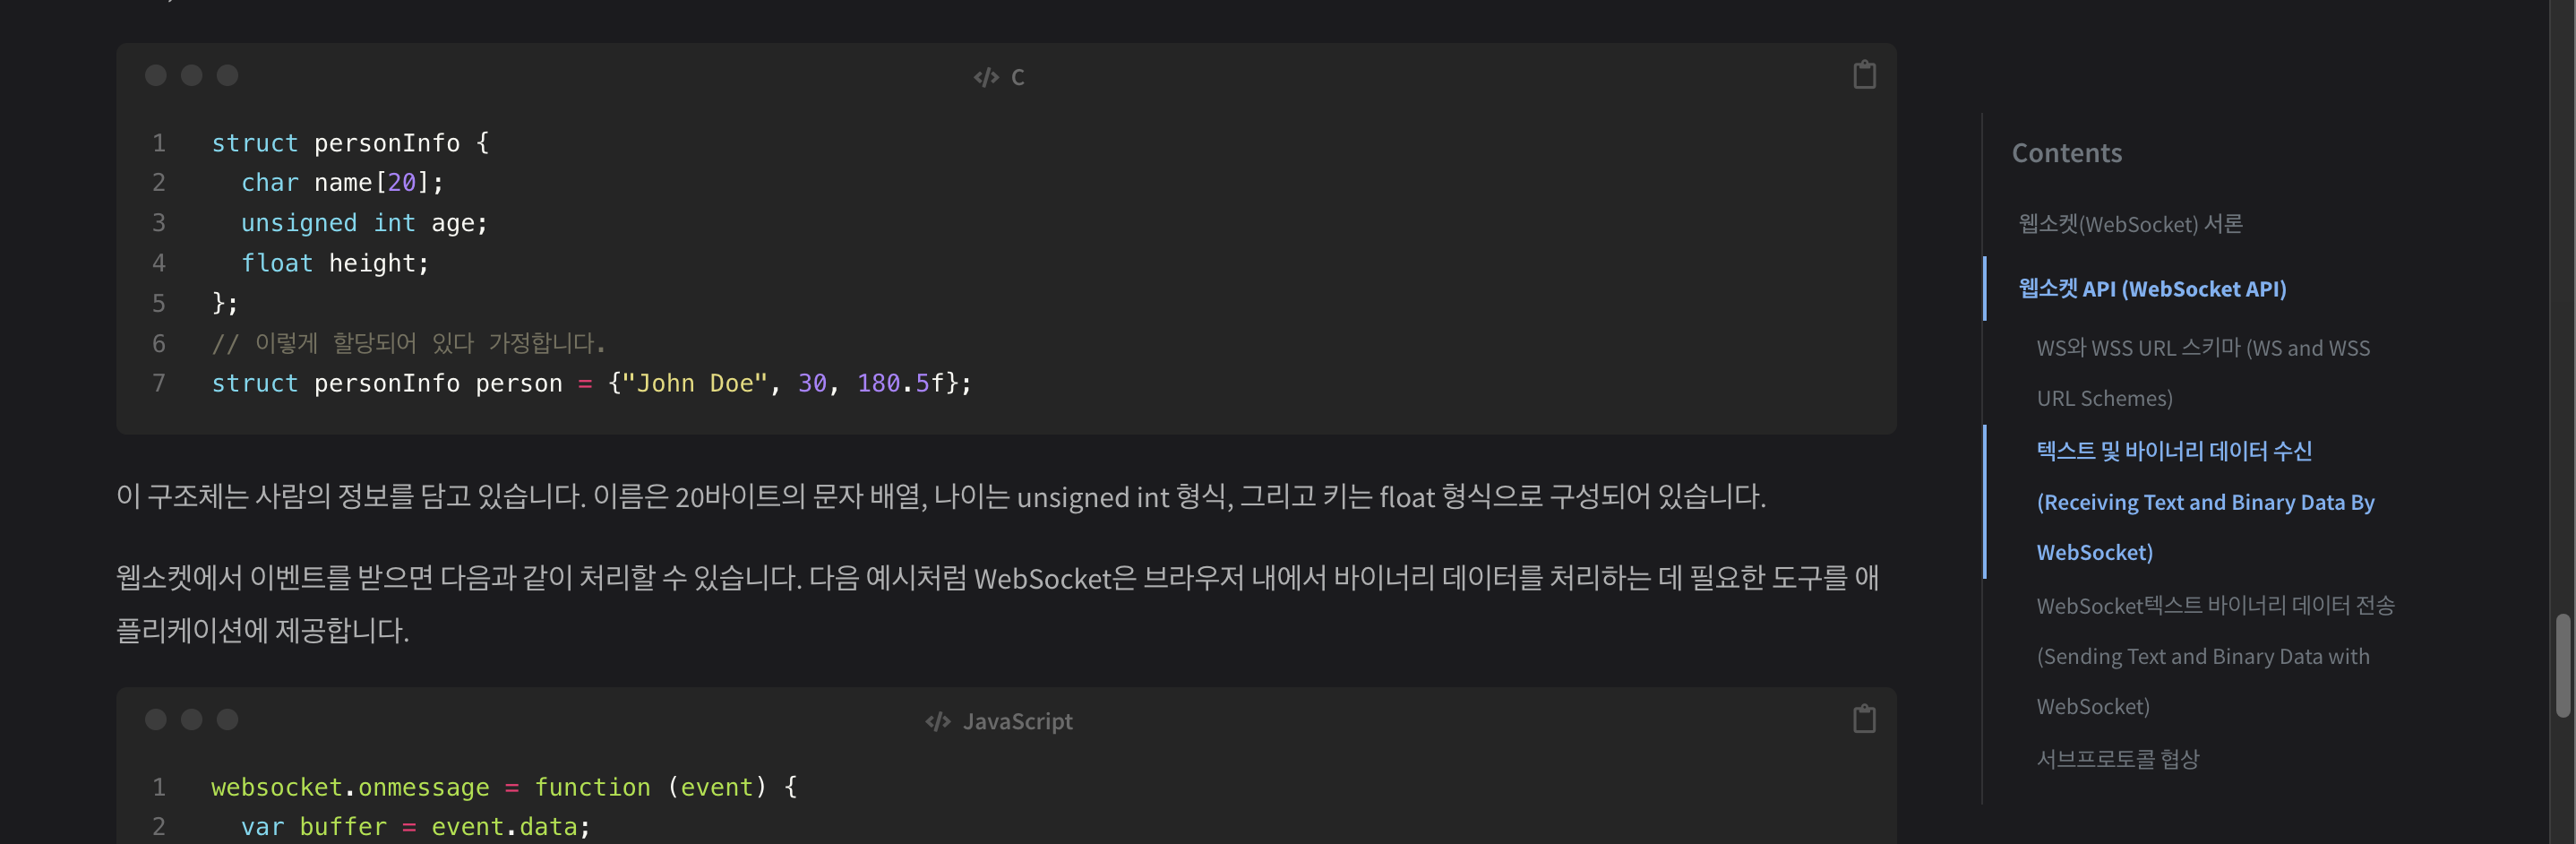 </> C
1 struct personInfo {
2 char name[20];
3 unsigned int age;
4 float height;
5 };
6 // 이렇게 할당되어 있다 가정합니다.
7 struct personInfo person = {"John Doe", 30, 180.5f};
이 구조체는 사람의 정보를 담고 있습니다. 이름은 20바이트의 문자 배열, 나이는 unsigned int 형식, 그리고 키는 float 형식으로 구성되어 있습니다.
웹소켓에서 이벤트를 받으면 다음과 같이 처리할 수 있습니다. 다음 예시처럼 WebSocket은 브라우저 내에서 바이너리 데이터를 처리하는 데 필요한 도구를 애
플리케이션에 제공합니다.
</> JavaScript
1 websocket.onmessage = function (event) {
2 var buffer = event.data;
Contents
웹소켓(WebSocket) 서론
웹소켓 API (WebSocket API)
WS와 WSS URL 스키마 (WS and WSS
URL Schemes)
텍스트 및 바이너리 데이터 수신
(Receiving Text and Binary Data By
WebSocket)
WebSocket텍스트 바이너리 데이터 전송
(Sending Text and Binary Data with
WebSocket)
서브프로토콜 협상